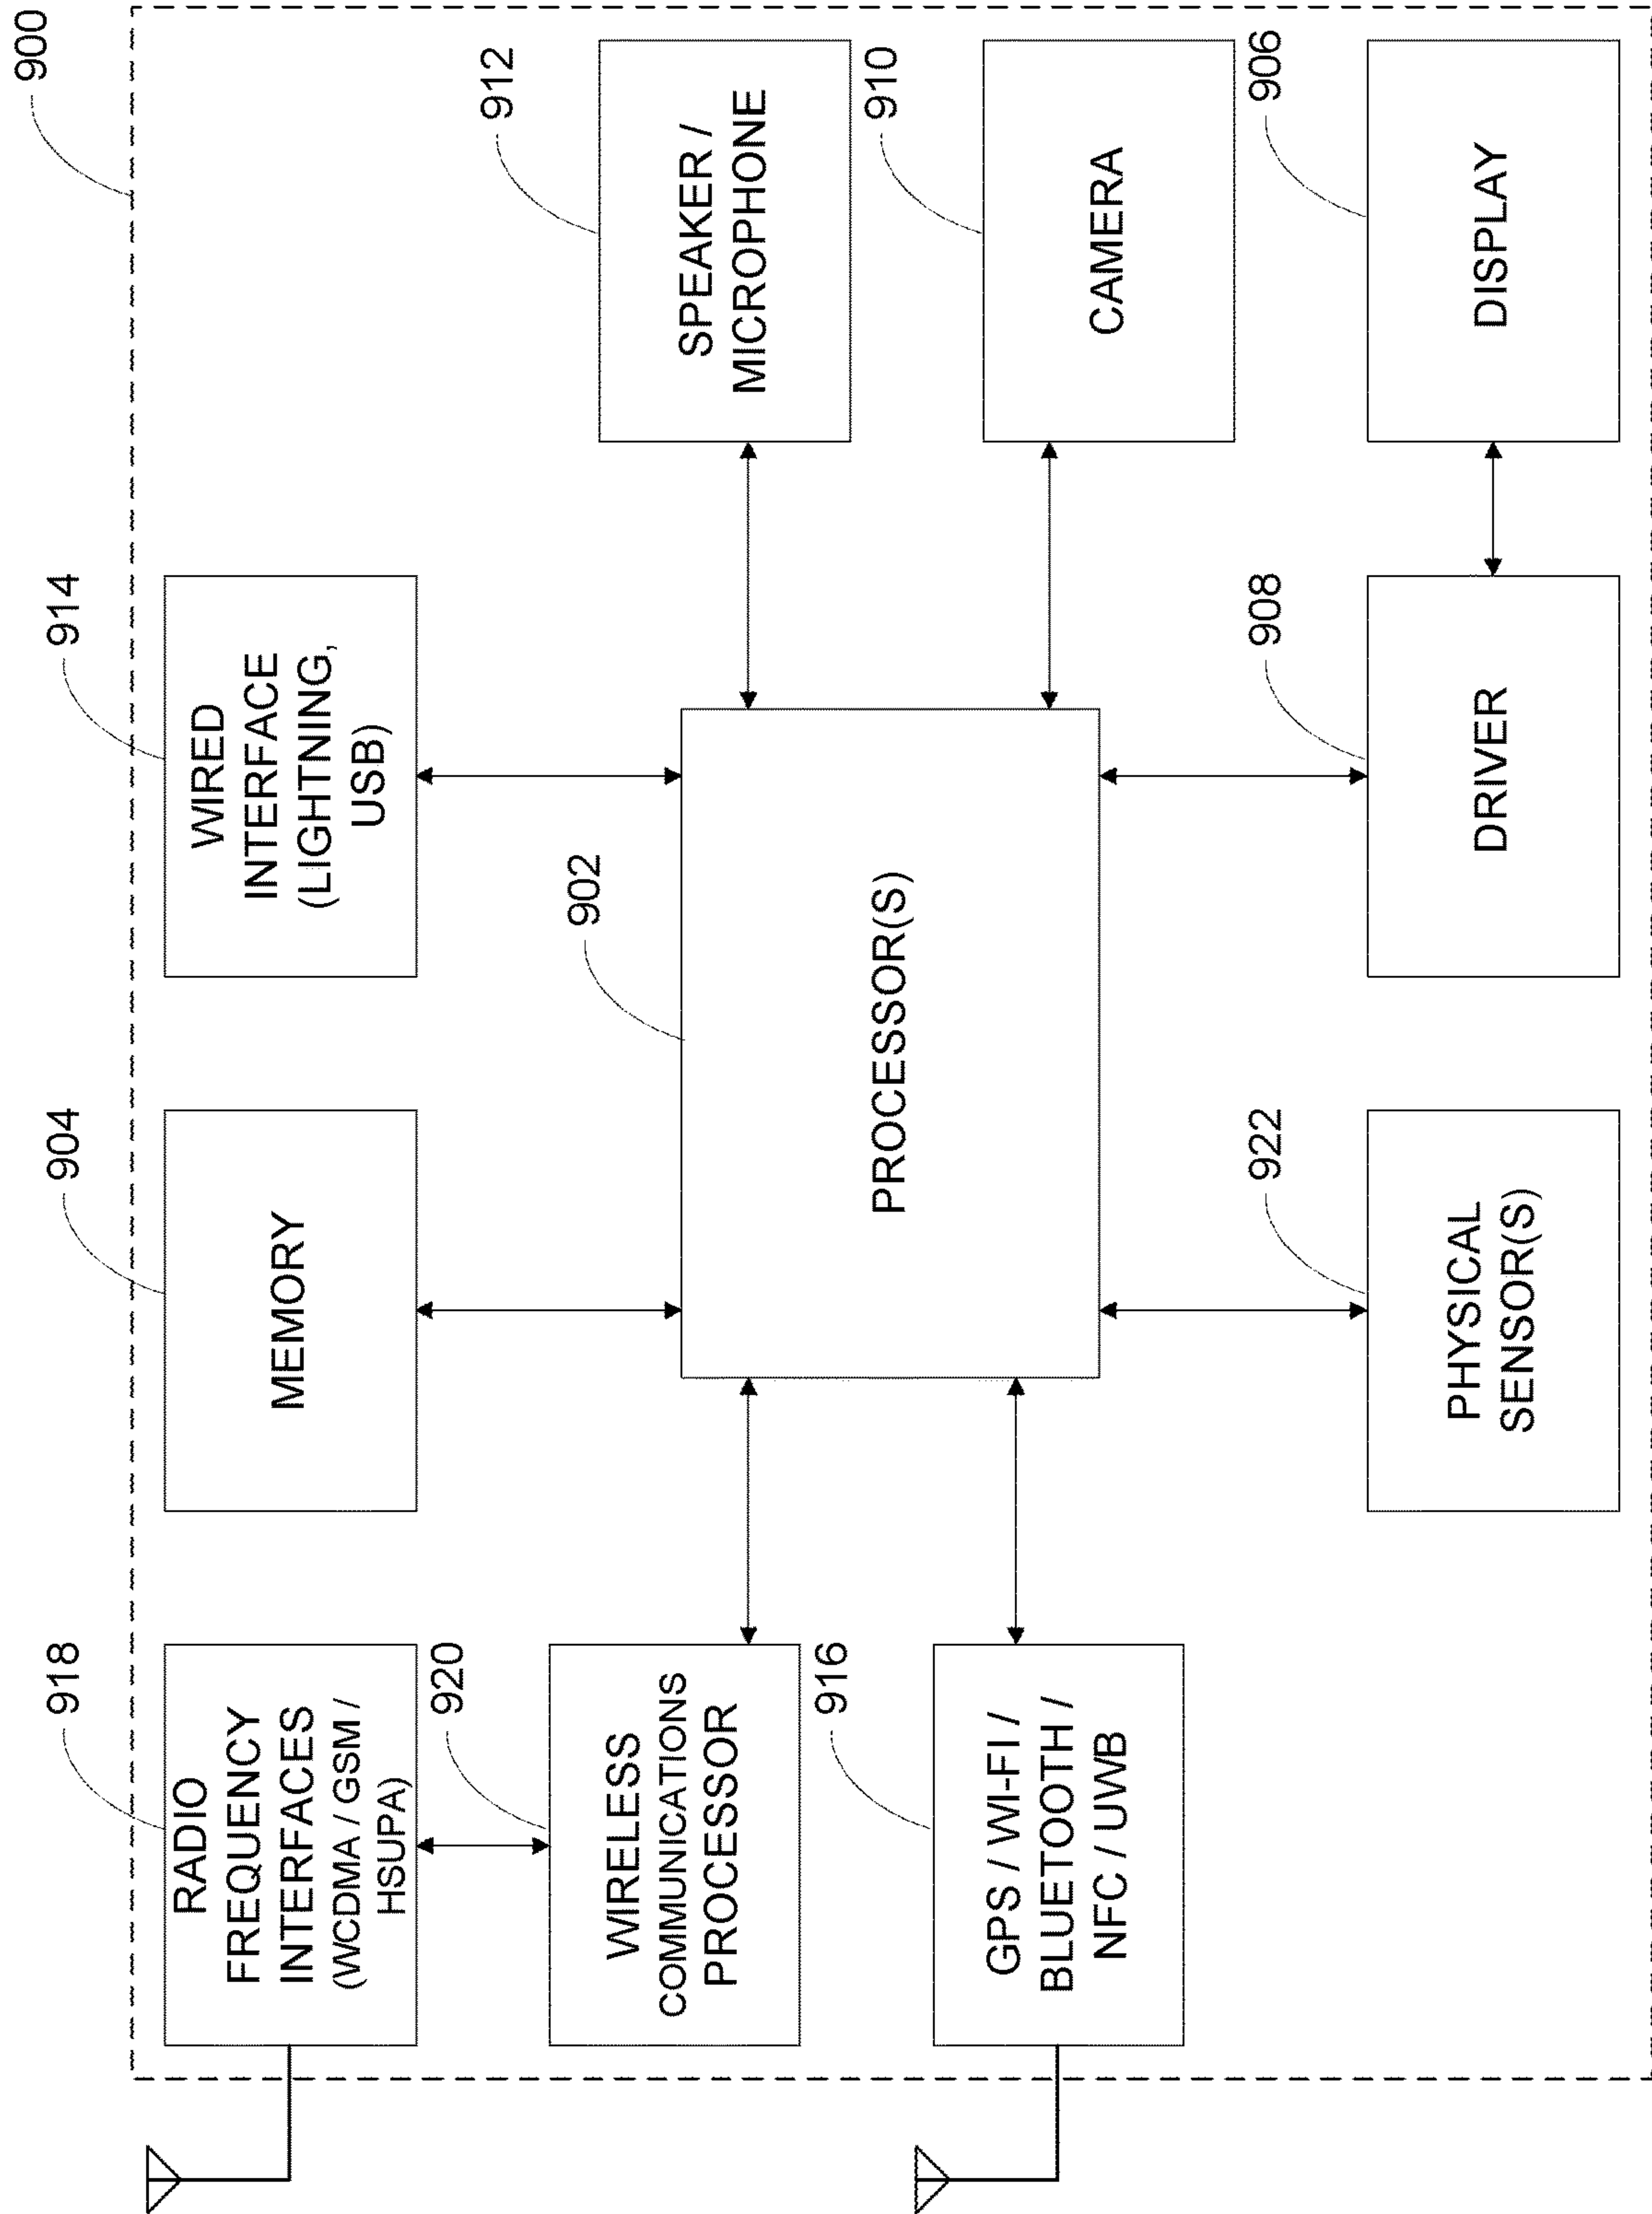 900
918
RADIO
FREQUENCY
INTERFACES
(WCDMA / GSM /
HSUPA)
904
MEMORY
914
WIRED
INTERFACE
(LIGHTNING,
USB)
920
WIRELESS
COMMUNICATIONS
PROCESSOR
902
PROCESSOR(S)
912
SPEAKER /
MICROPHONE
916
GPS / WI-FI /
BLUETOOTH /
NFC / UWB
910
CAMERA
922
PHYSICAL
SENSOR(S)
908
DRIVER
906
DISPLAY